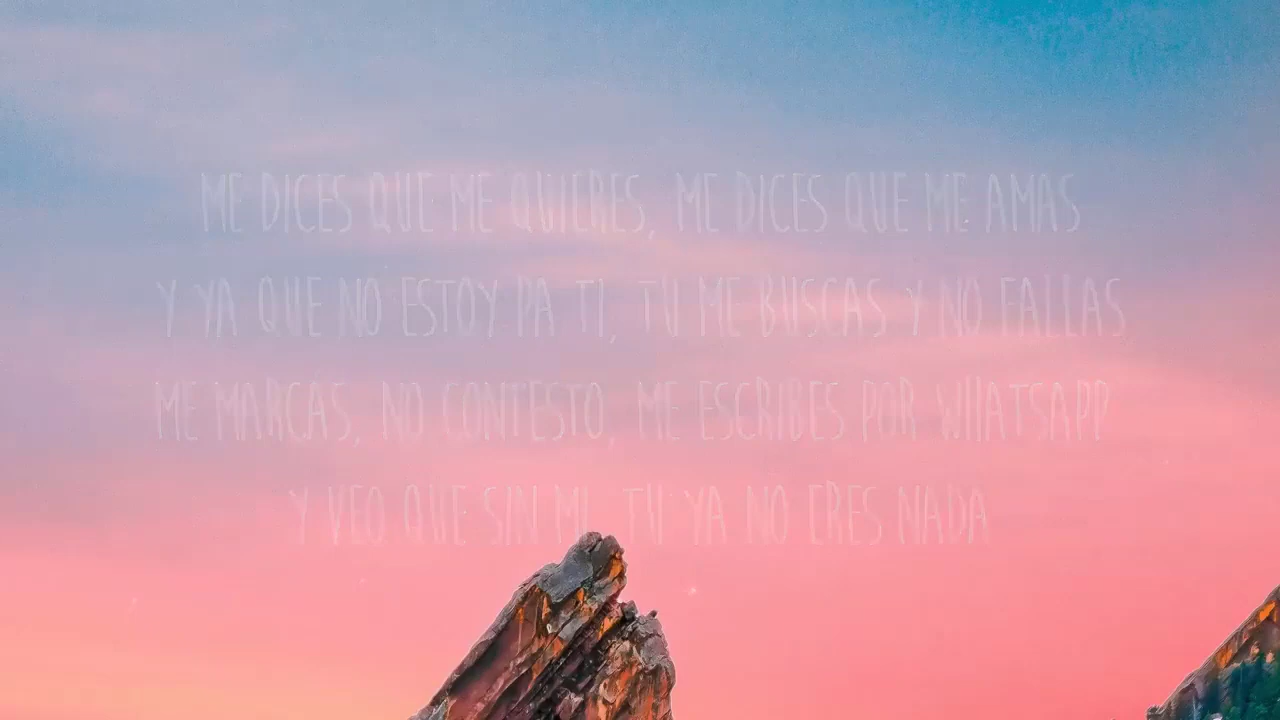 ME DICES QUE ME QUIERES, ME DICES QUE ME AMAS
Y YA QUE NO ESTOY PA TI, TU ME BUSCAS Y NO FALLAS
ME MARCAS, NO CONTESTO, ME ESCRIBES POR WHATSAPP
Y VEO QUE SIN MI, TU YA NO ERES NADA